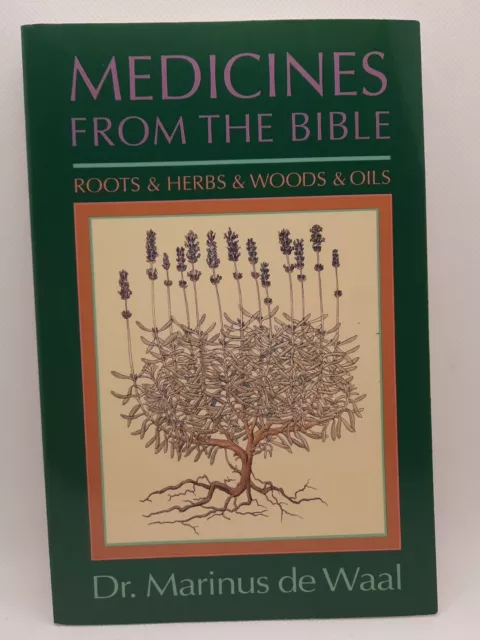 MEDICINES
FROM THE BIBLE
ROOTS & HERBS & WOODS & OILS
Dr. Marinus de Waal